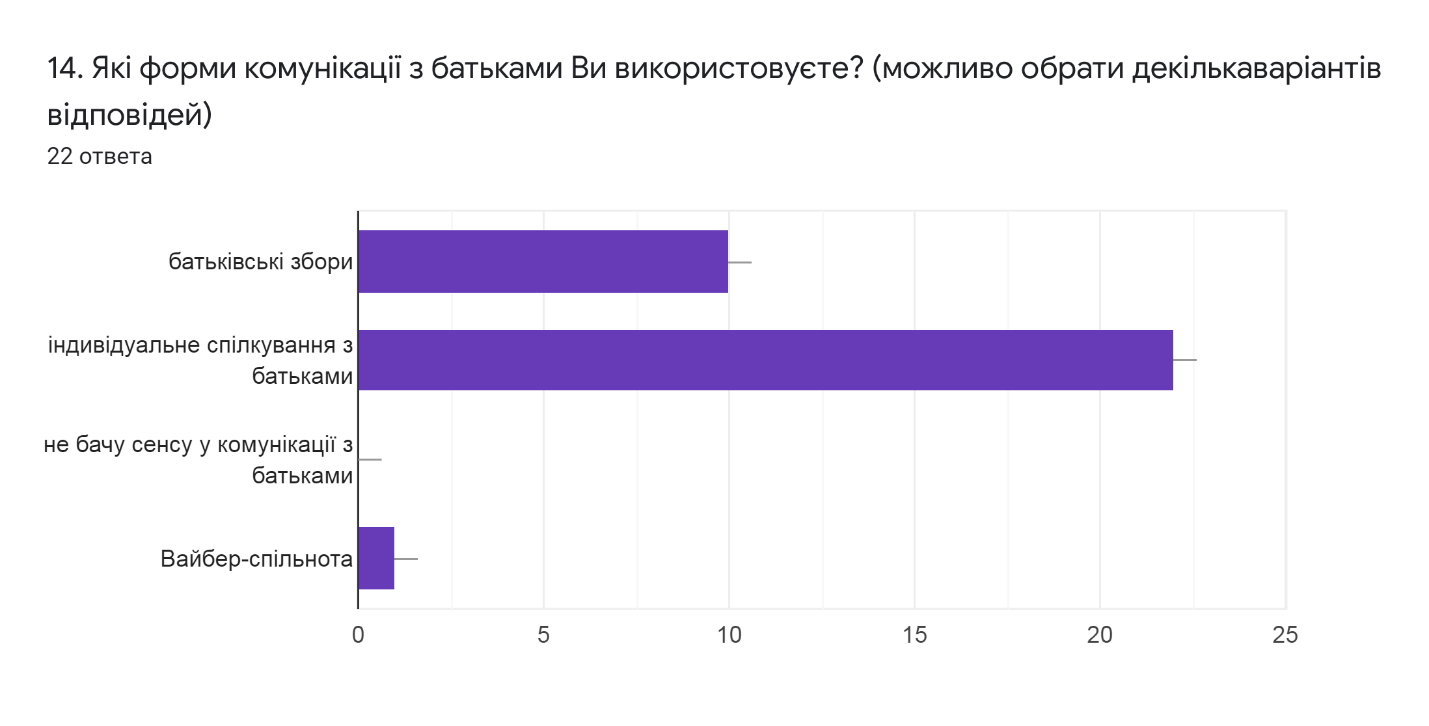 14. Які форми комунікації з батьками Ви використовуєте? (можливо обрати декількаваріантів
відповідей)
22 ответа
батьківські збори
індивідуальне спілкування з
батьками
не бачу сенсу у комунікації з
батьками
Вайбер-спільнота
0 5 10 15 20 25